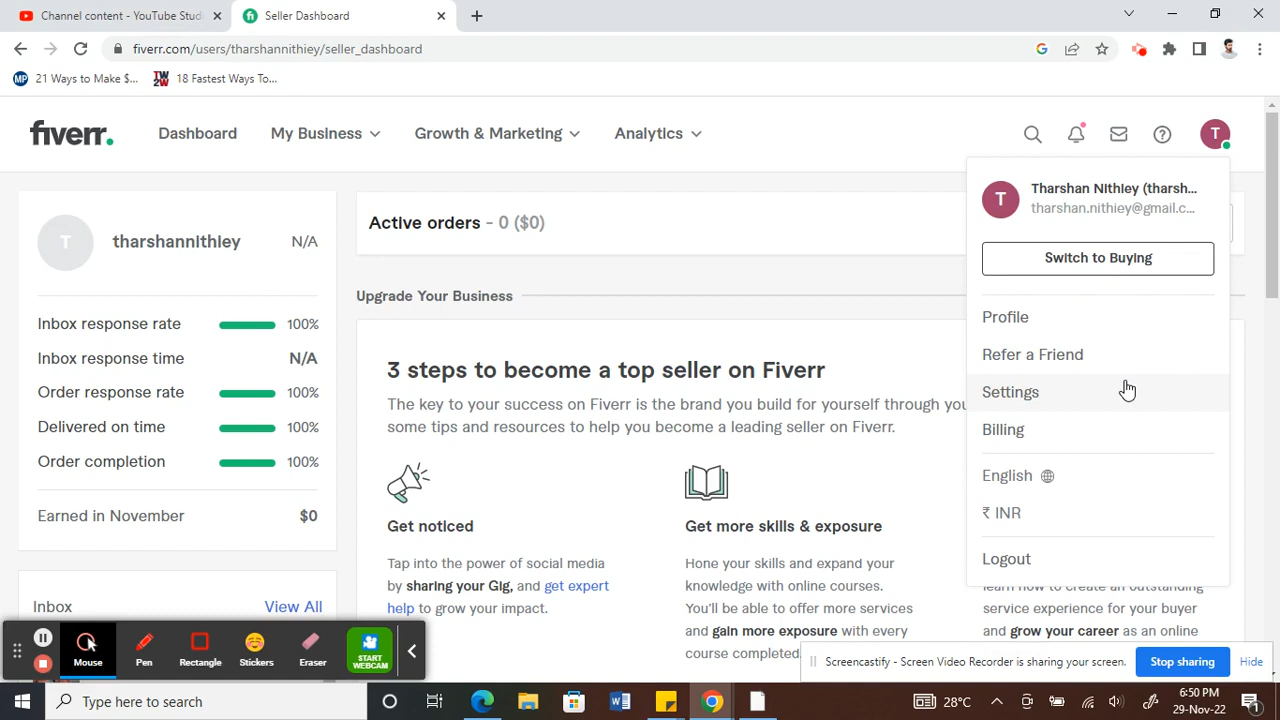 Channel content - YouTube Stud
Seller Dashboard
fiverr.com/users/tharshannithiey/seller_dashboard
MP 21 Ways to Make $...
TW2W 18 Fastest Ways To...
fiverr.
Dashboard
My Business
Growth & Marketing
Analytics
T
T
Tharshan Nithiey (tharsh...
tharshan.nithiey@gmail.c...
Switch to Buying
Profile
Refer a Friend
Settings
Billing
English
₹ INR
Logout
T
tharshannithiey
N/A
Inbox response rate
100%
Inbox response time
N/A
Order response rate
100%
Delivered on time
100%
Order completion
100%
Earned in November
$0
Inbox
View All
Active orders - 0 ($0)
Upgrade Your Business
3 steps to become a top seller on Fiverr
The key to your success on Fiverr is the brand you build for yourself through you
some tips and resources to help you become a leading seller on Fiverr.
Get noticed
Tap into the power of social media
by sharing your Gig, and get expert
help to grow your impact.
Get more skills & exposure
Hone your skills and expand your
knowledge with online courses.
You'll be able to offer more services
and gain more exposure with every
course completed
learn how to create an outstanding
service experience for your buyer
and grow your career as an online
Mouse
Pen
Rectangle
Stickers
Eraser
START
WEBCAM
Screencastify - Screen Video Recorder is sharing your screen.
Stop sharing
Hide
Type here to search
28°C
6:50 PM
29-Nov-22
1